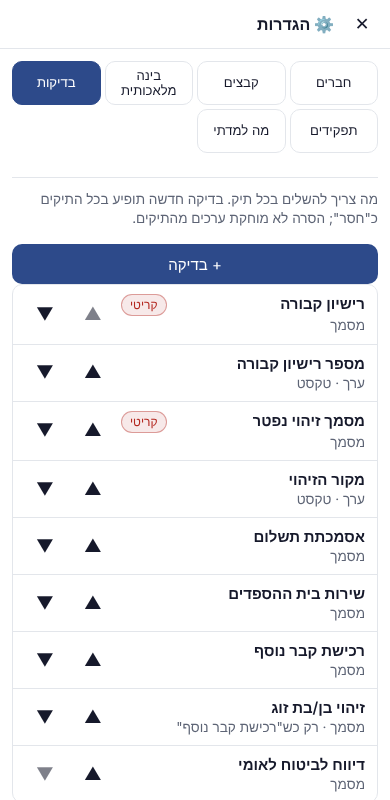 ⚙️ הגדרות ✕
חברים
קבצים
בינה מלאכותית
בדיקות
תפקידים
מה למדתי
מה צריך להשלים בכל תיק. בדיקה חדשה תופיע בכל התיקים
כ"חסר"; הסרה לא מוחקת ערכים מהתיקים.
+ בדיקה
רישיון קבורה קריטי ▲ ▼
מסמך
מספר רישיון קבורה ▲ ▼
ערך · טקסט
מסמך זיהוי נפטר קריטי ▲ ▼
מסמך
מקור הזיהוי ▲ ▼
ערך · טקסט
אסמכתת תשלום ▲ ▼
מסמך
שירות בית ההספדים ▲ ▼
מסמך
רכישת קבר נוסף ▲ ▼
מסמך
זיהוי בן/בת זוג ▲ ▼
מסמך · רק כש"רכישת קבר נוסף"
דיווח לביטוח לאומי ▲ ▼
מסמך